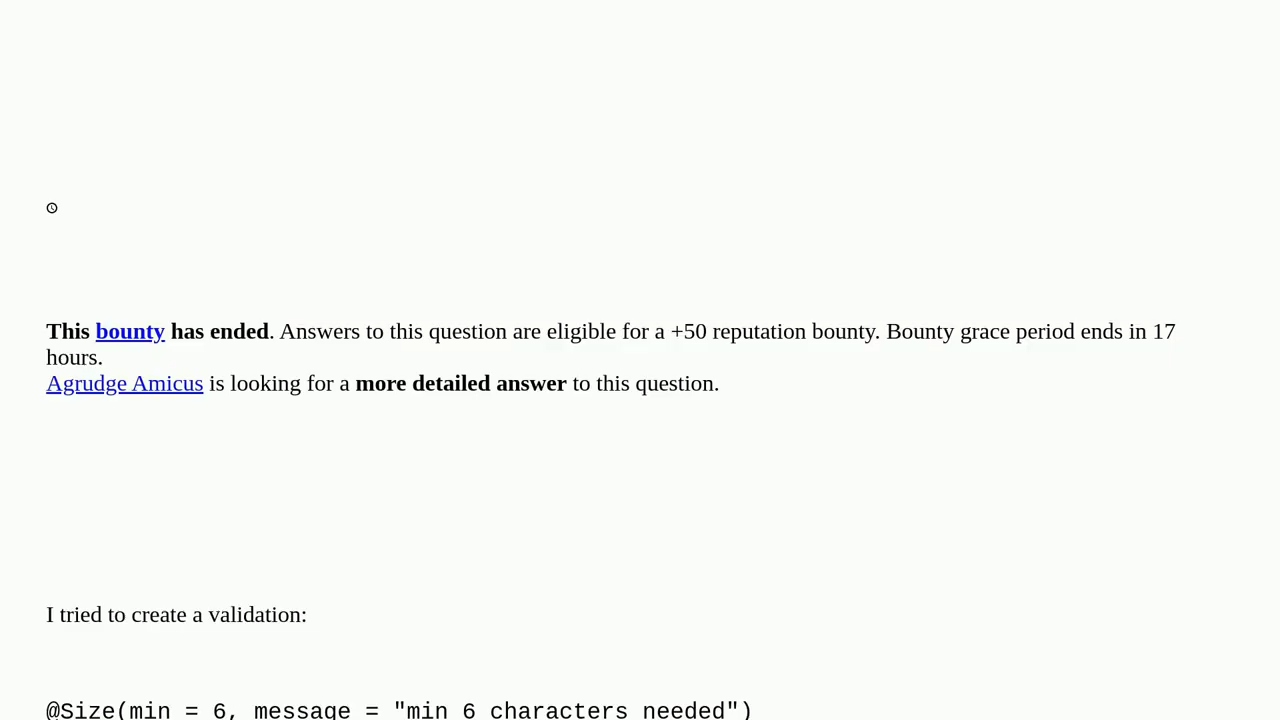 This bounty has ended. Answers to this question are eligible for a +50 reputation bounty. Bounty grace period ends in 17
hours.
Agrudge Amicus is looking for a more detailed answer to this question.
I tried to create a validation:
@Size(min = 6, message = "min 6 characters needed")